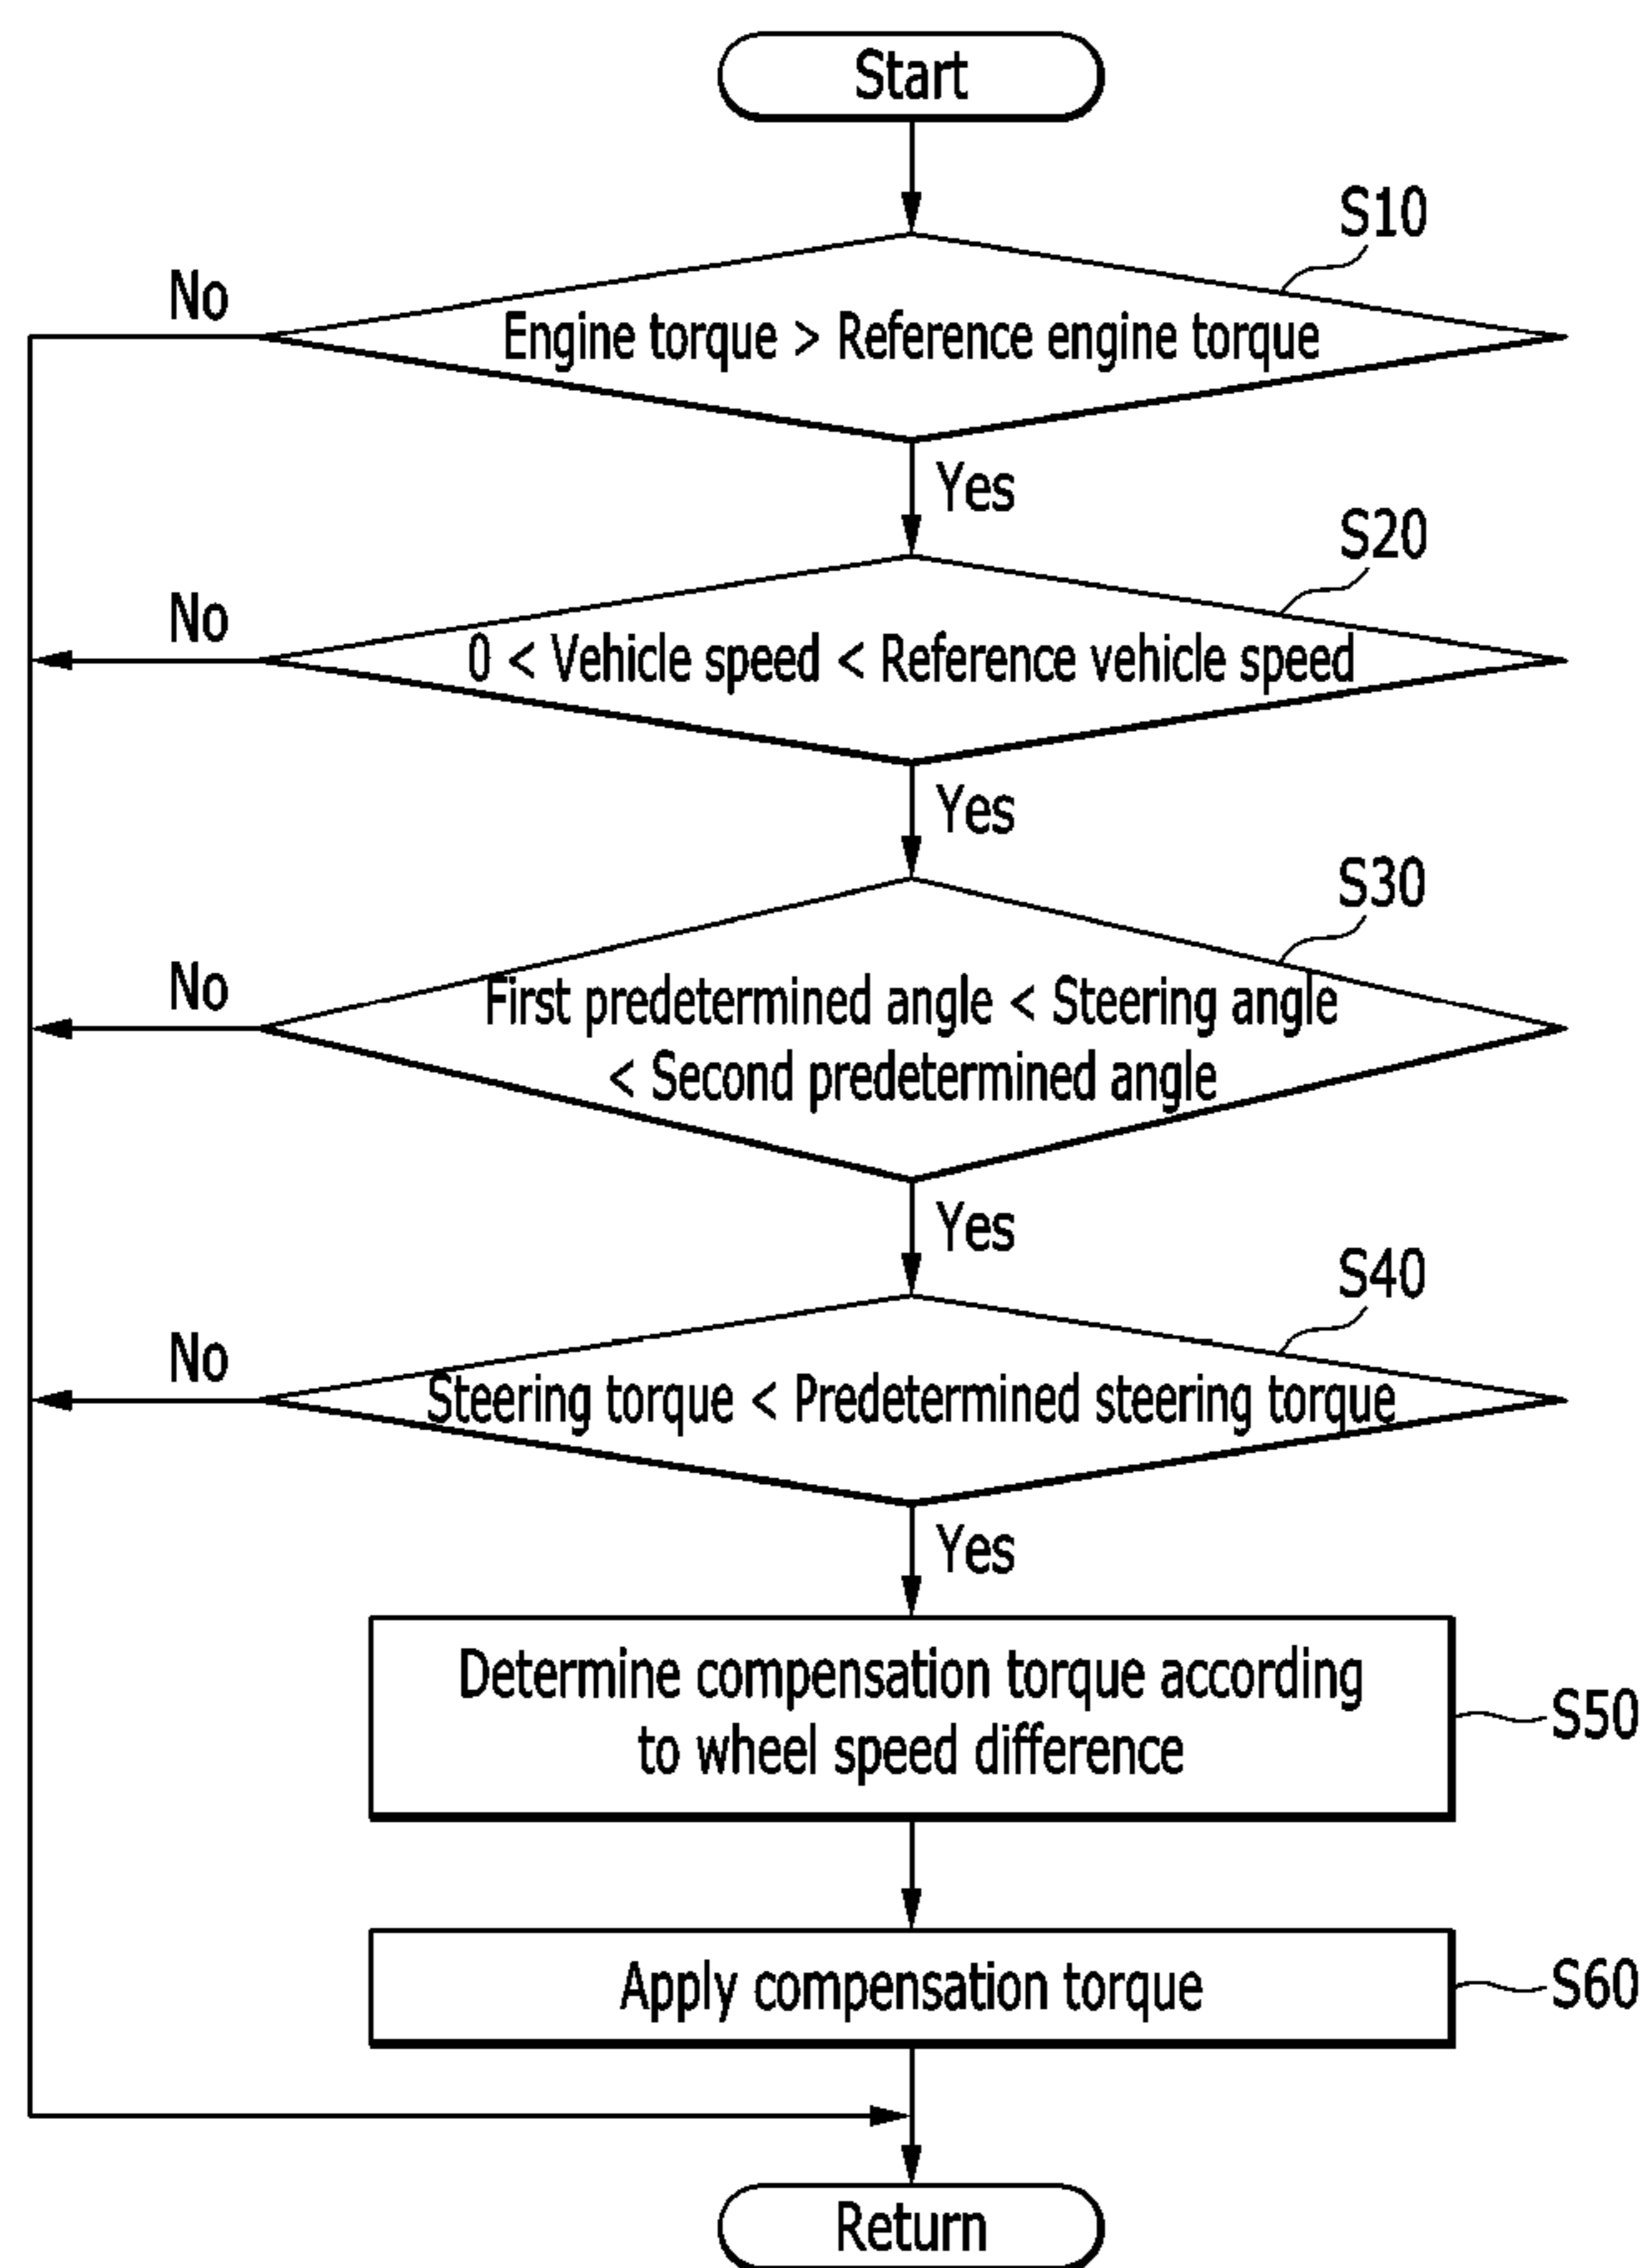 Start
S10
No
Engine torque > Reference engine torque
Yes
S20
No
0 < Vehicle speed < Reference vehicle speed
Yes
S30
No
First predetermined angle < Steering angle
< Second predetermined angle
Yes
S40
No
Steering torque < Predetermined steering torque
Yes
Determine compensation torque according
to wheel speed difference
S50
Apply compensation torque
S60
Return